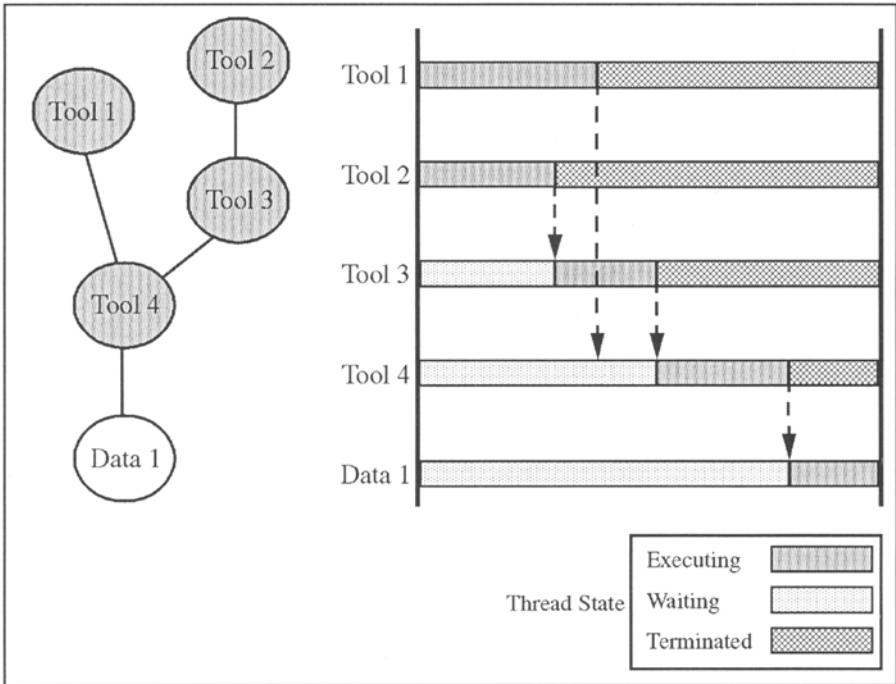 Tool 2
Tool 1
Tool 3
Tool 4
Data 1
Tool 1
Tool 2
Tool 3
Tool 4
Data 1
Thread State
Executing
Waiting
Terminated